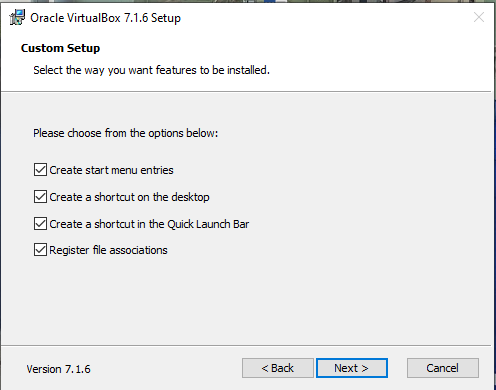 Oracle VirtualBox 7.1.6 Setup
Custom Setup
Select the way you want features to be installed.
Please choose from the options below:
Create start menu entries
Create a shortcut on the desktop
Create a shortcut in the Quick Launch Bar
Register file associations
Version 7.1.6
< Back
Next >
Cancel